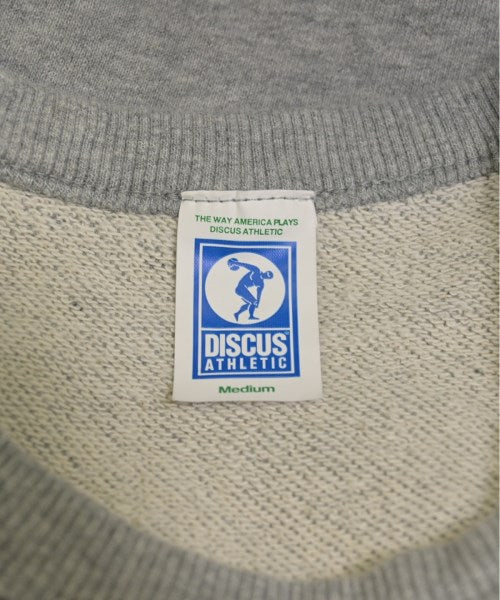 THE WAY AMERICA PLAYS
DISCUS ATHLETIC
DISCUS
ATHLETIC
Medium